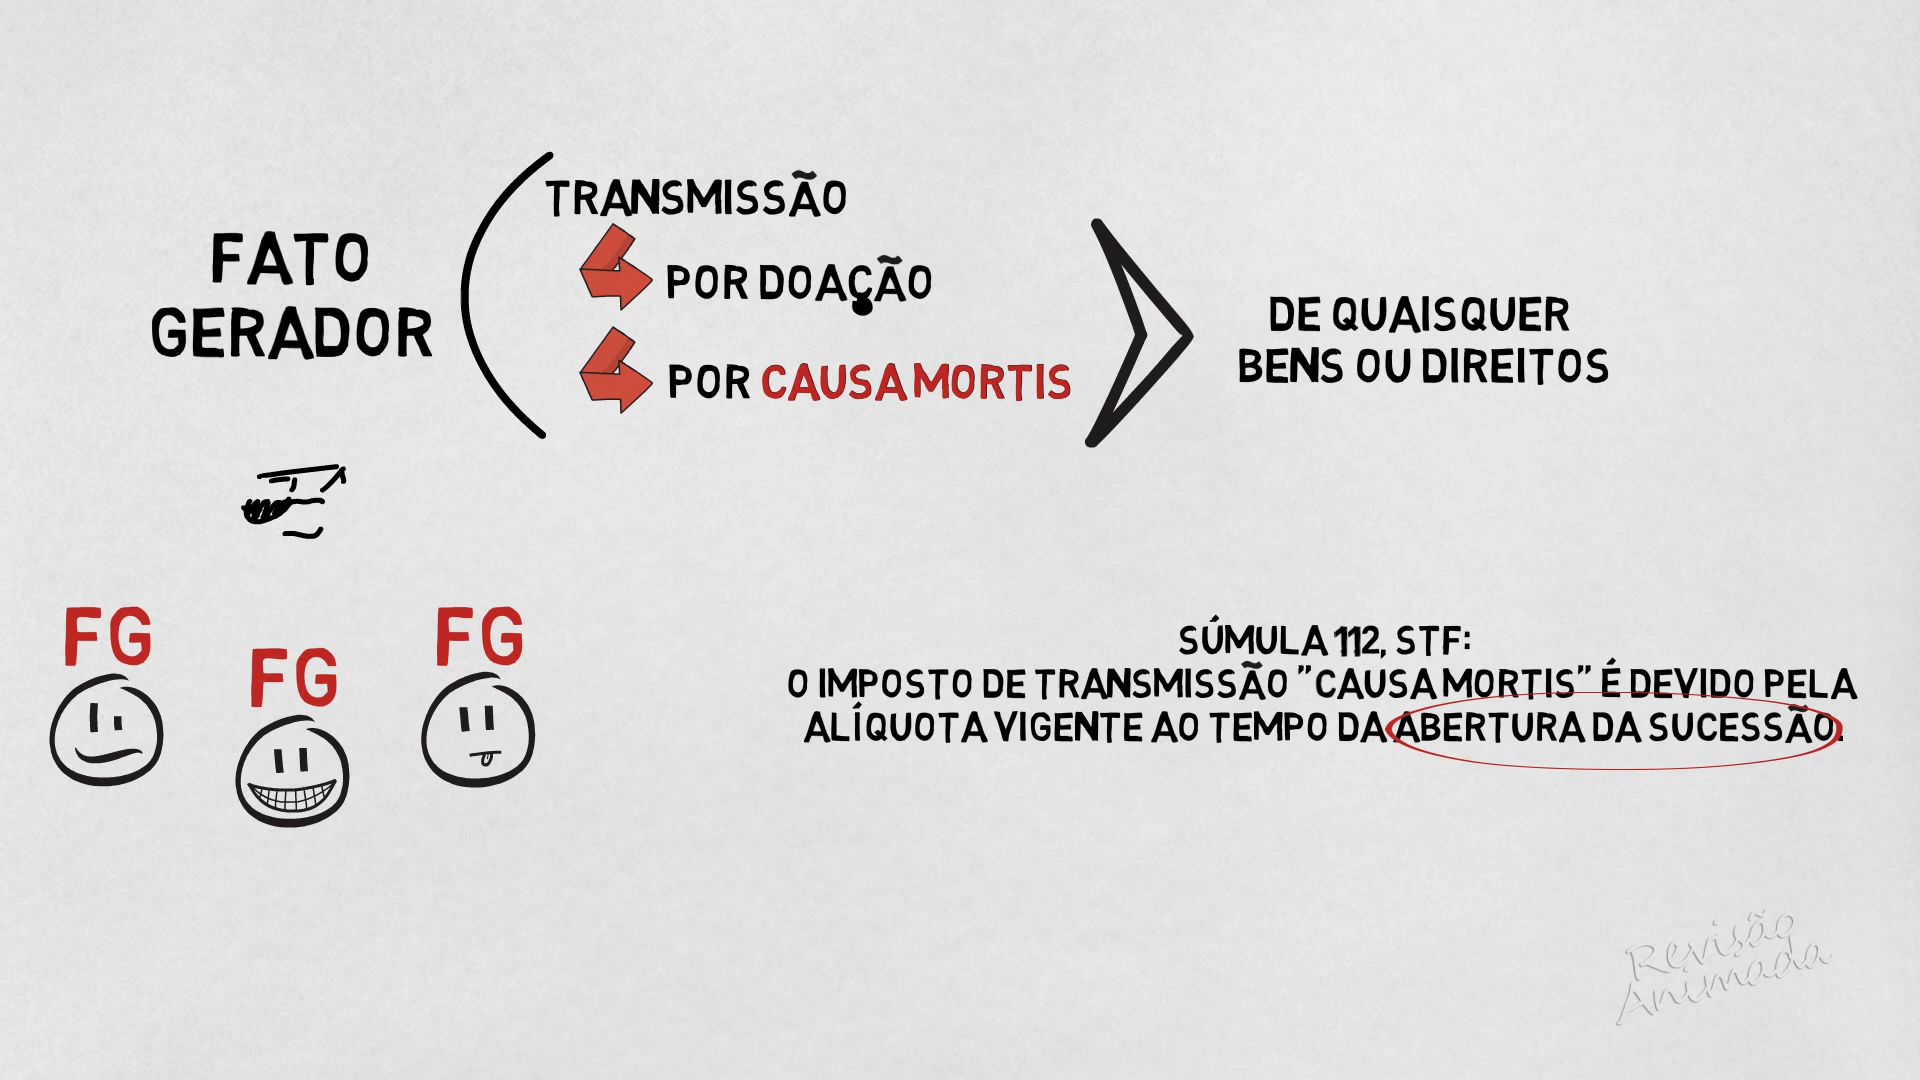 FATO
GERADOR
TRANSMISSÃO
POR DOAÇÃO
POR CAUSA MORTIS
DE QUAISQUER
BENS OU DIREITOS
FG
FG
FG
SÚMULA 112, STF:
O IMPOSTO DE TRANSMISSÃO "CAUSA MORTIS" É DEVIDO PELA
ALÍQUOTA VIGENTE AO TEMPO DA ABERTURA DA SUCESSÃO.
Revisão
Animada